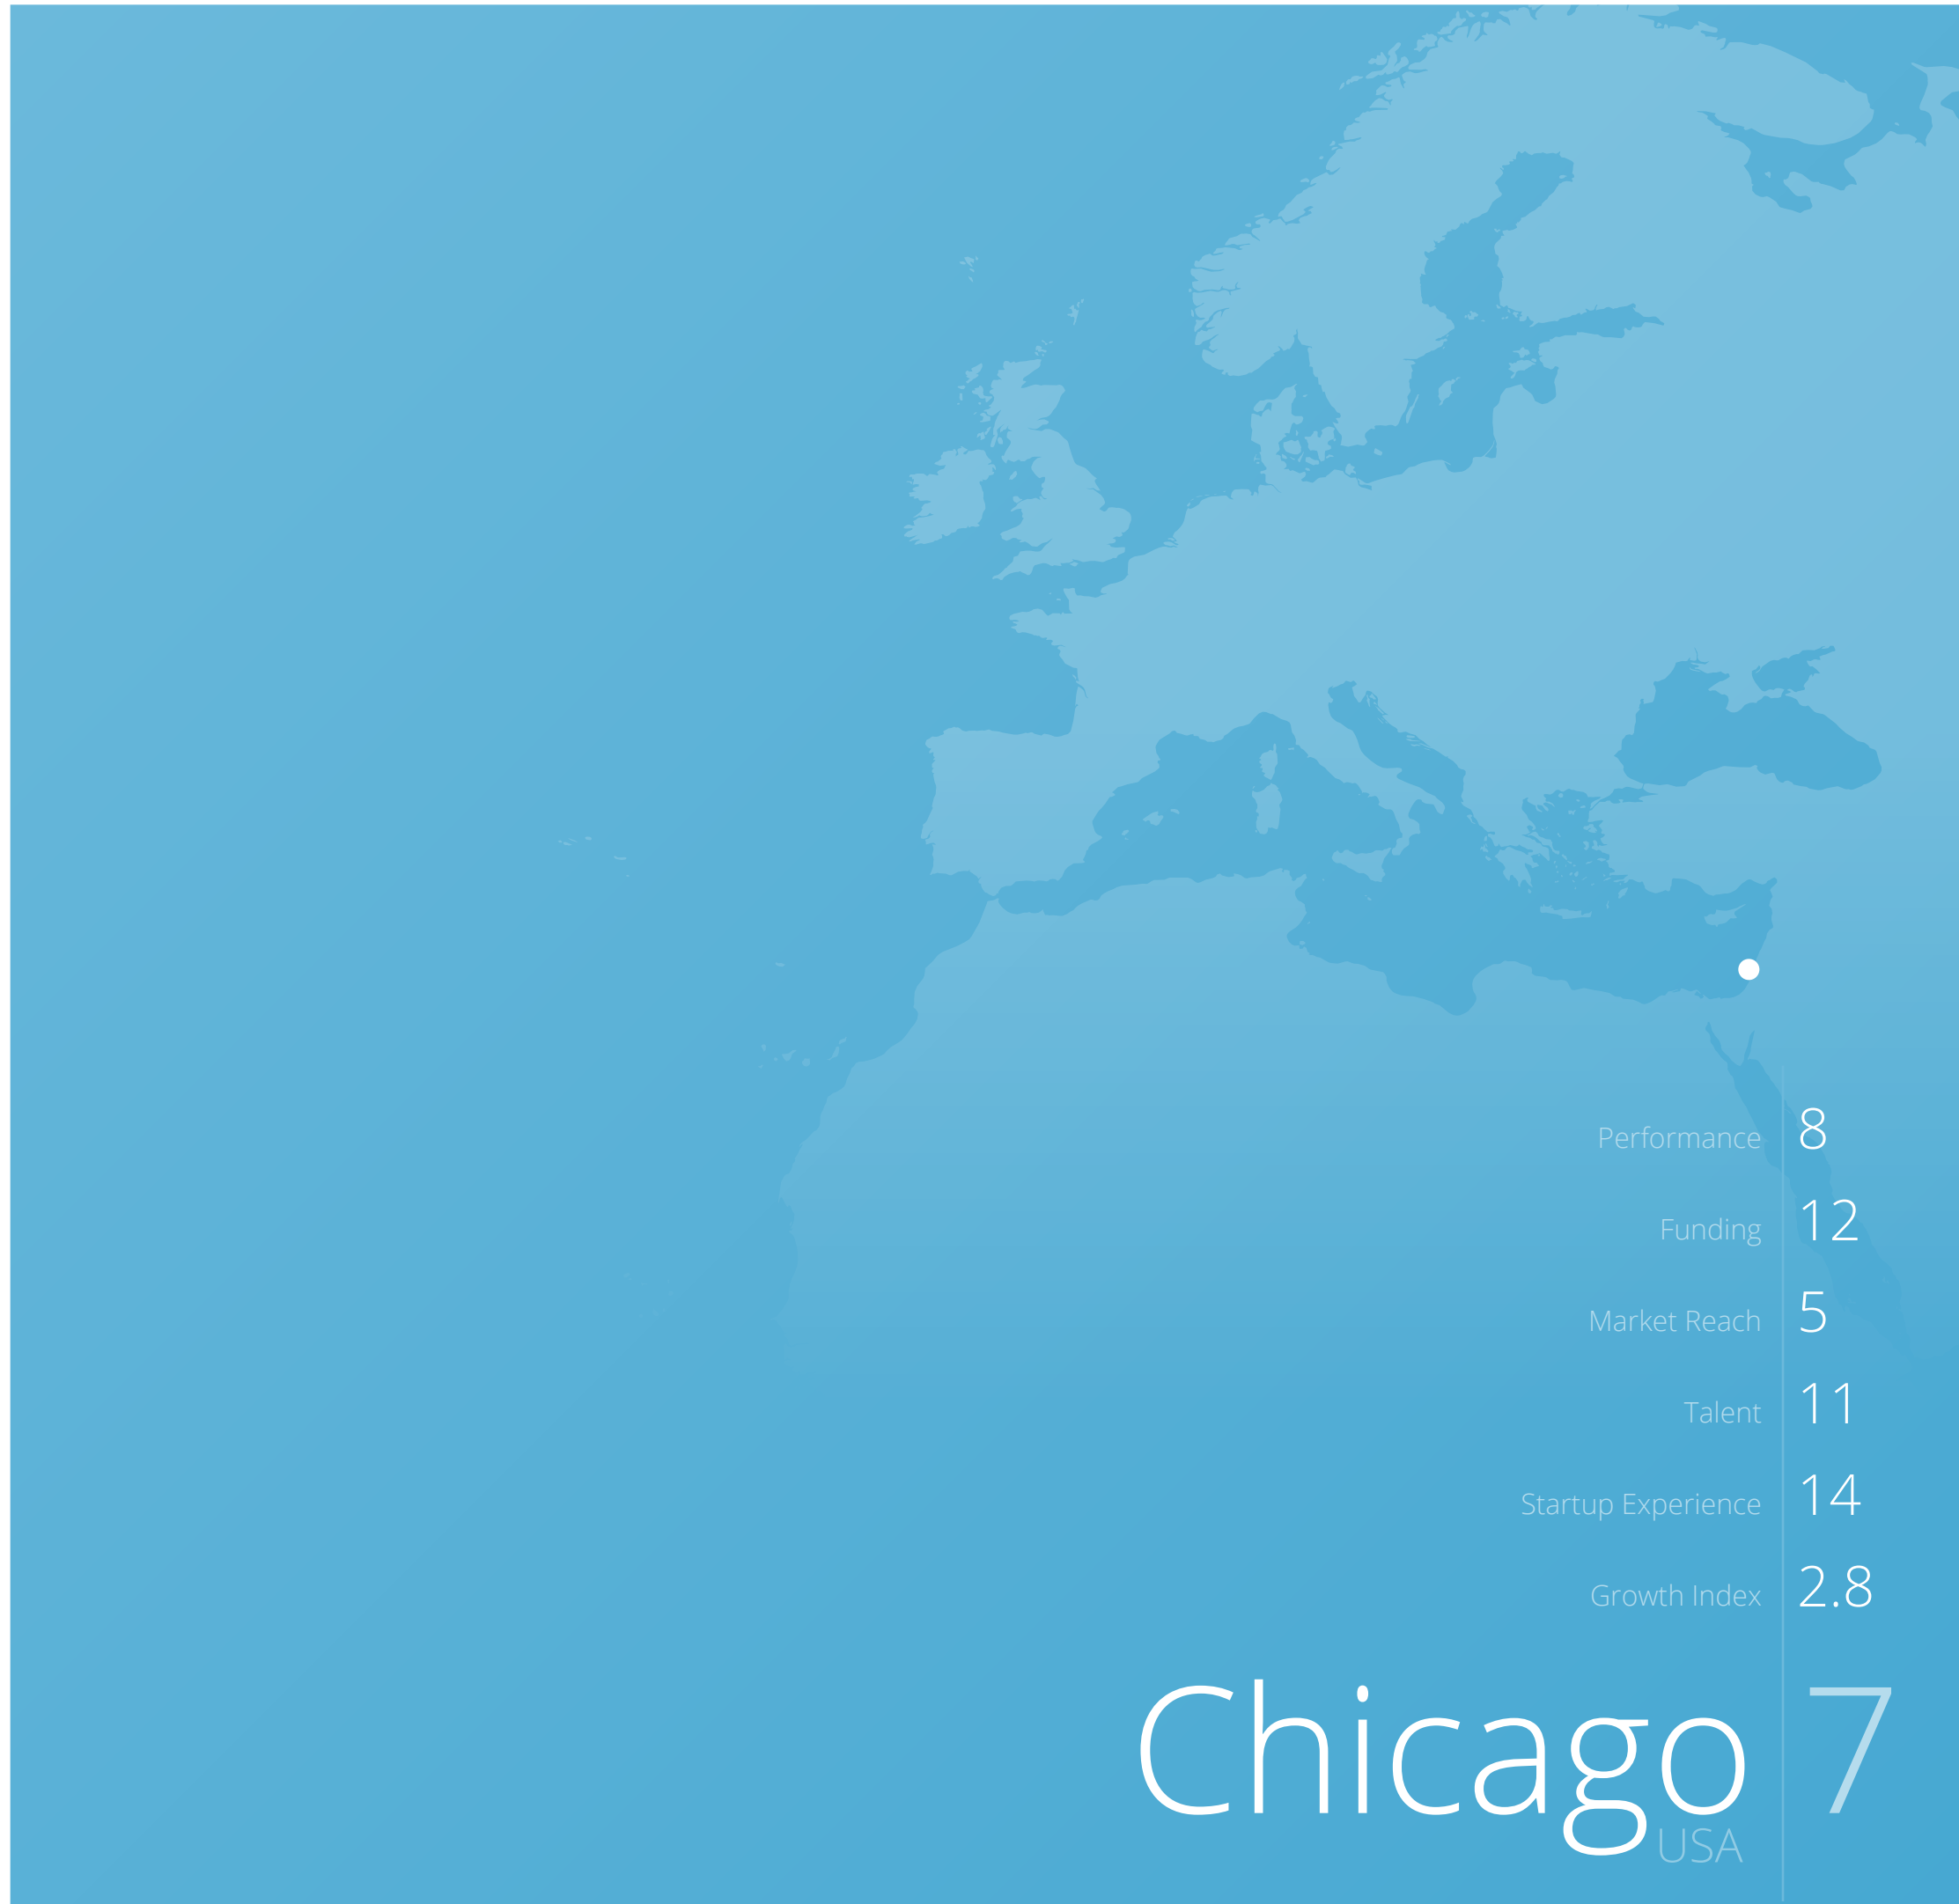 Performance 8
Funding 12
Market Reach 5
Talent 11
Startup Experience 14
Growth Index 2.8
Chicago 7
USA